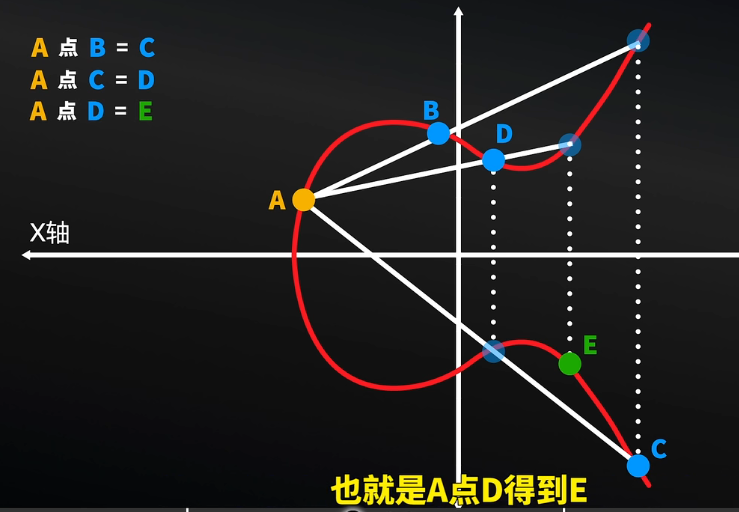 A 点 B = C
A 点 C = D
A 点 D = E
B
D
A
X轴
E
C
也就是A点D得到E